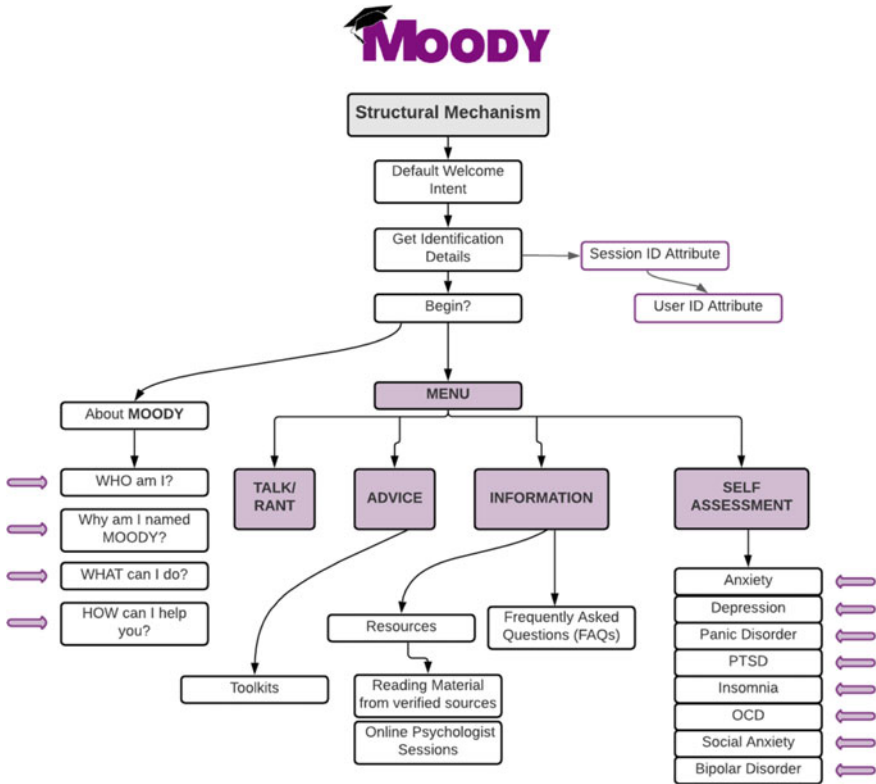 MOODY
Structural Mechanism
Default Welcome
Intent
Get Identification
Details
Session ID Attribute
User ID Attribute
Begin?
MENU
About MOODY
WHO am I?
Why am I named
MOODY?
WHAT can I do?
HOW can I help
you?
TALK/
RANT
ADVICE
INFORMATION
SELF
ASSESSMENT
Toolkits
Resources
Reading Material
from verified sources
Online Psychologist
Sessions
Frequently Asked
Questions (FAQs)
Anxiety
Depression
Panic Disorder
PTSD
Insomnia
OCD
Social Anxiety
Bipolar Disorder